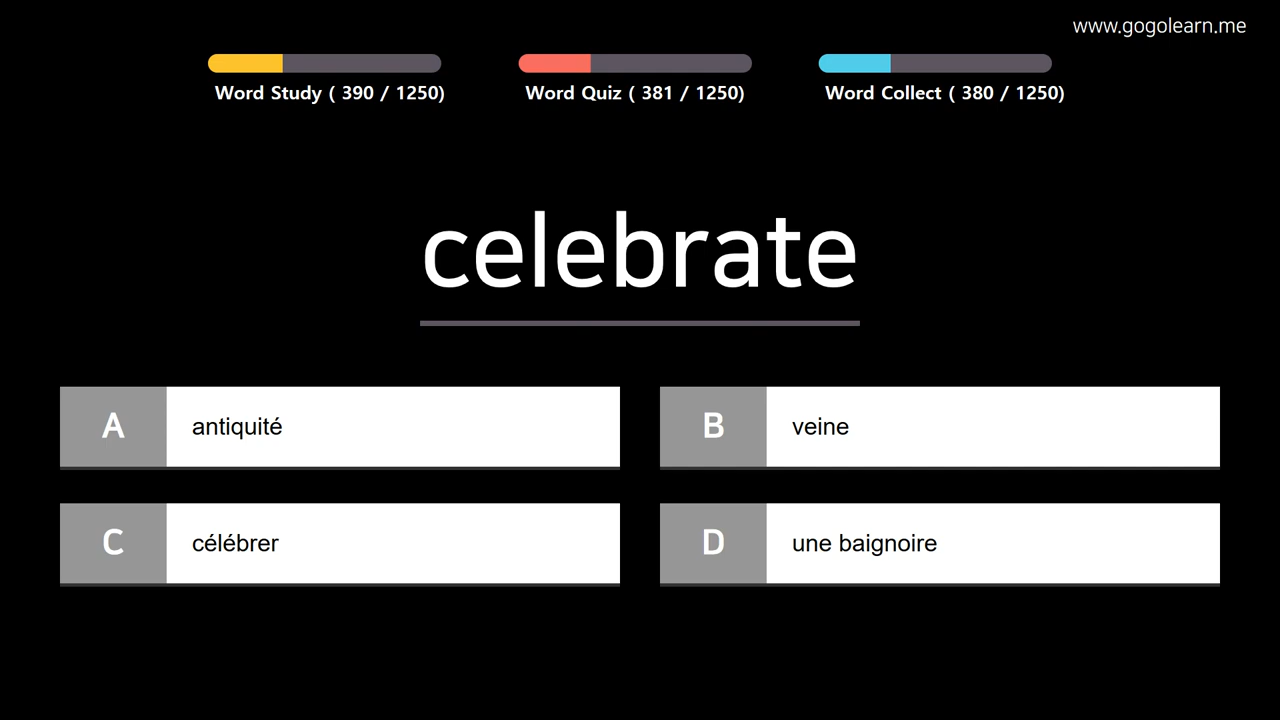 www.gogolearn.me
Word Study ( 390 / 1250)
Word Quiz ( 381 / 1250)
Word Collect ( 380 / 1250)
celebrate
A antiquité
B veine
C célébrer
D une baignoire